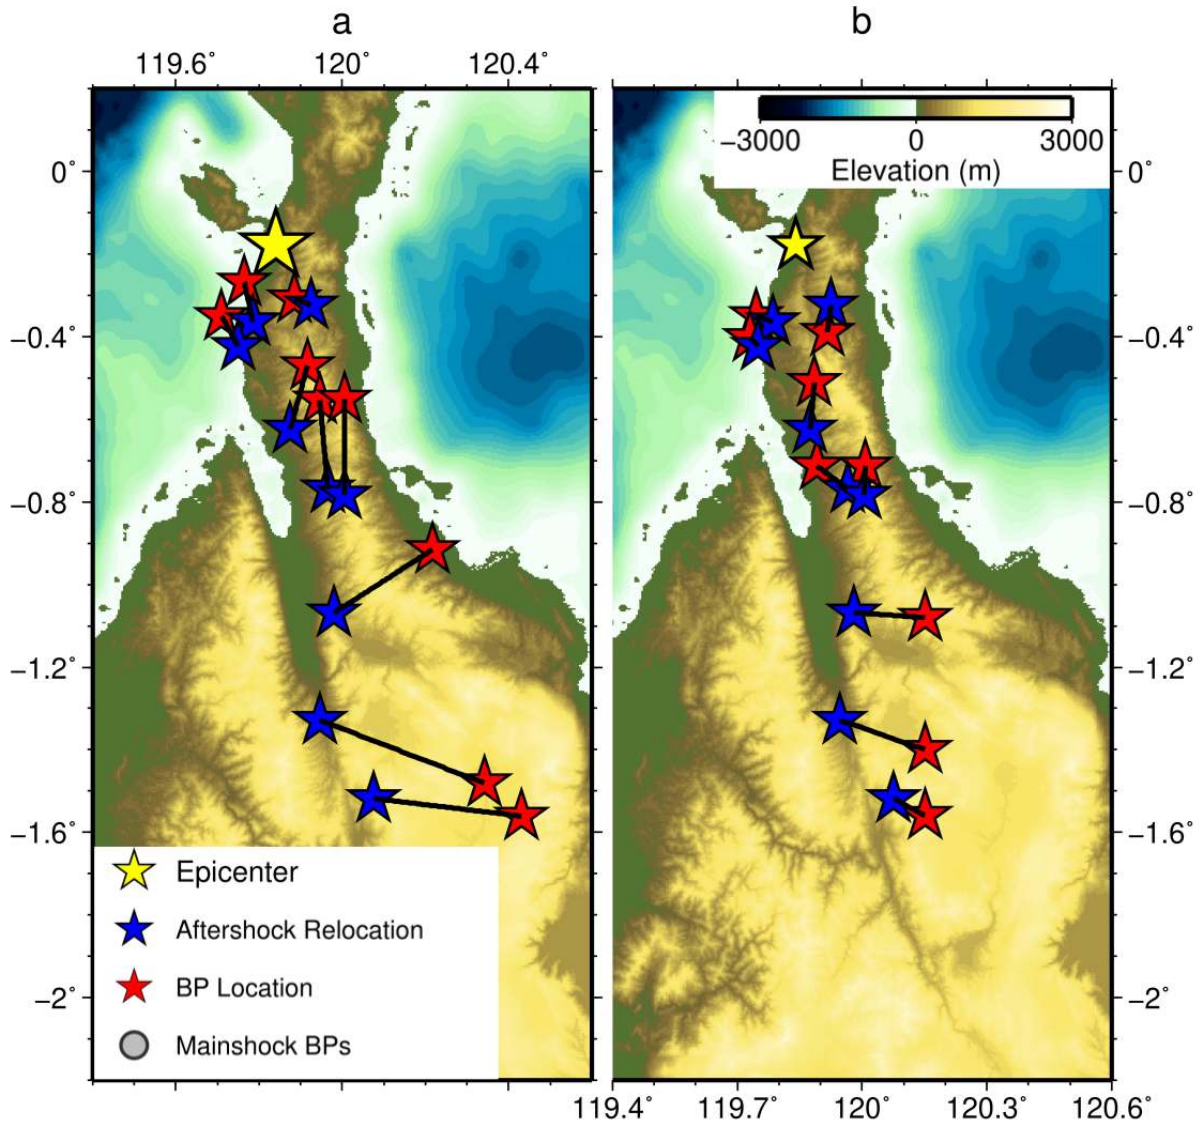 a
b
119.6° 120° 120.4°
−3000 0 3000
Elevation (m)
0° 0°
−0.4° −0.4°
−0.8° −0.8°
−1.2° −1.2°
−1.6° −1.6°
Epicenter
Aftershock Relocation
BP Location
−2° −2°
Mainshock BPs
119.4° 119.7° 120° 120.3° 120.6°